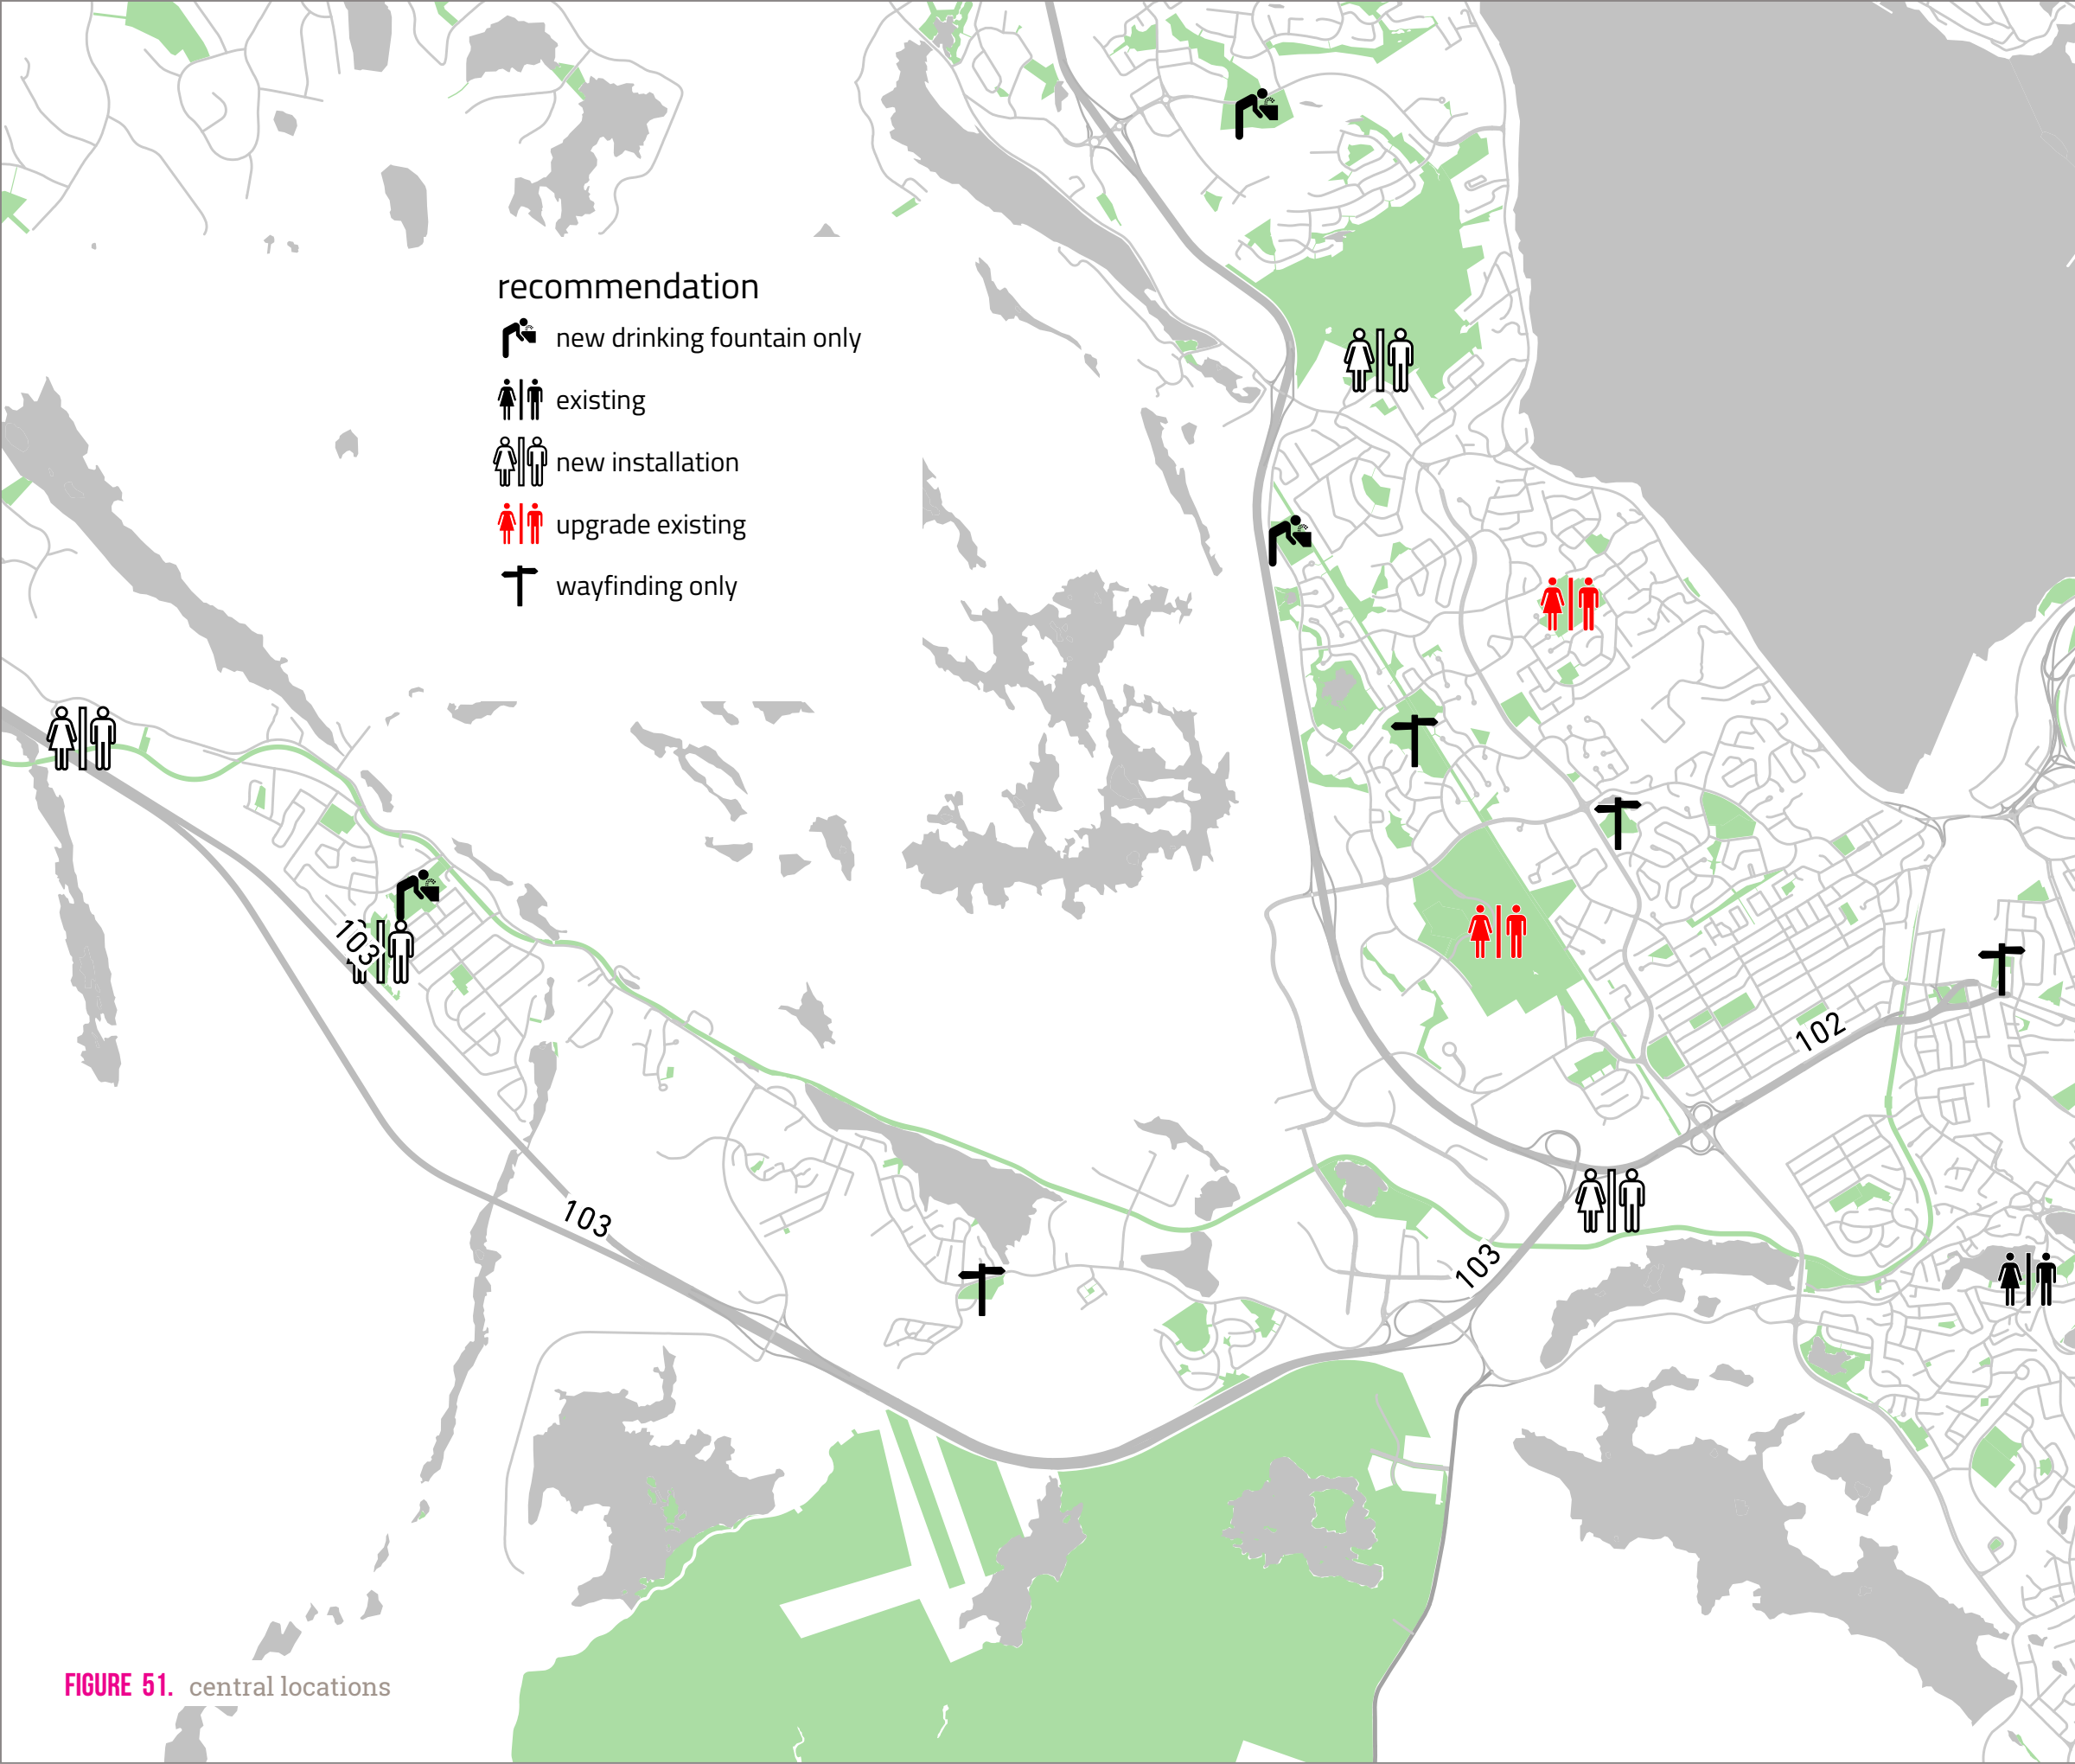 recommendation
new drinking fountain only
existing
new installation
upgrade existing
wayfinding only
103
102
103
103
FIGURE 51. central locations